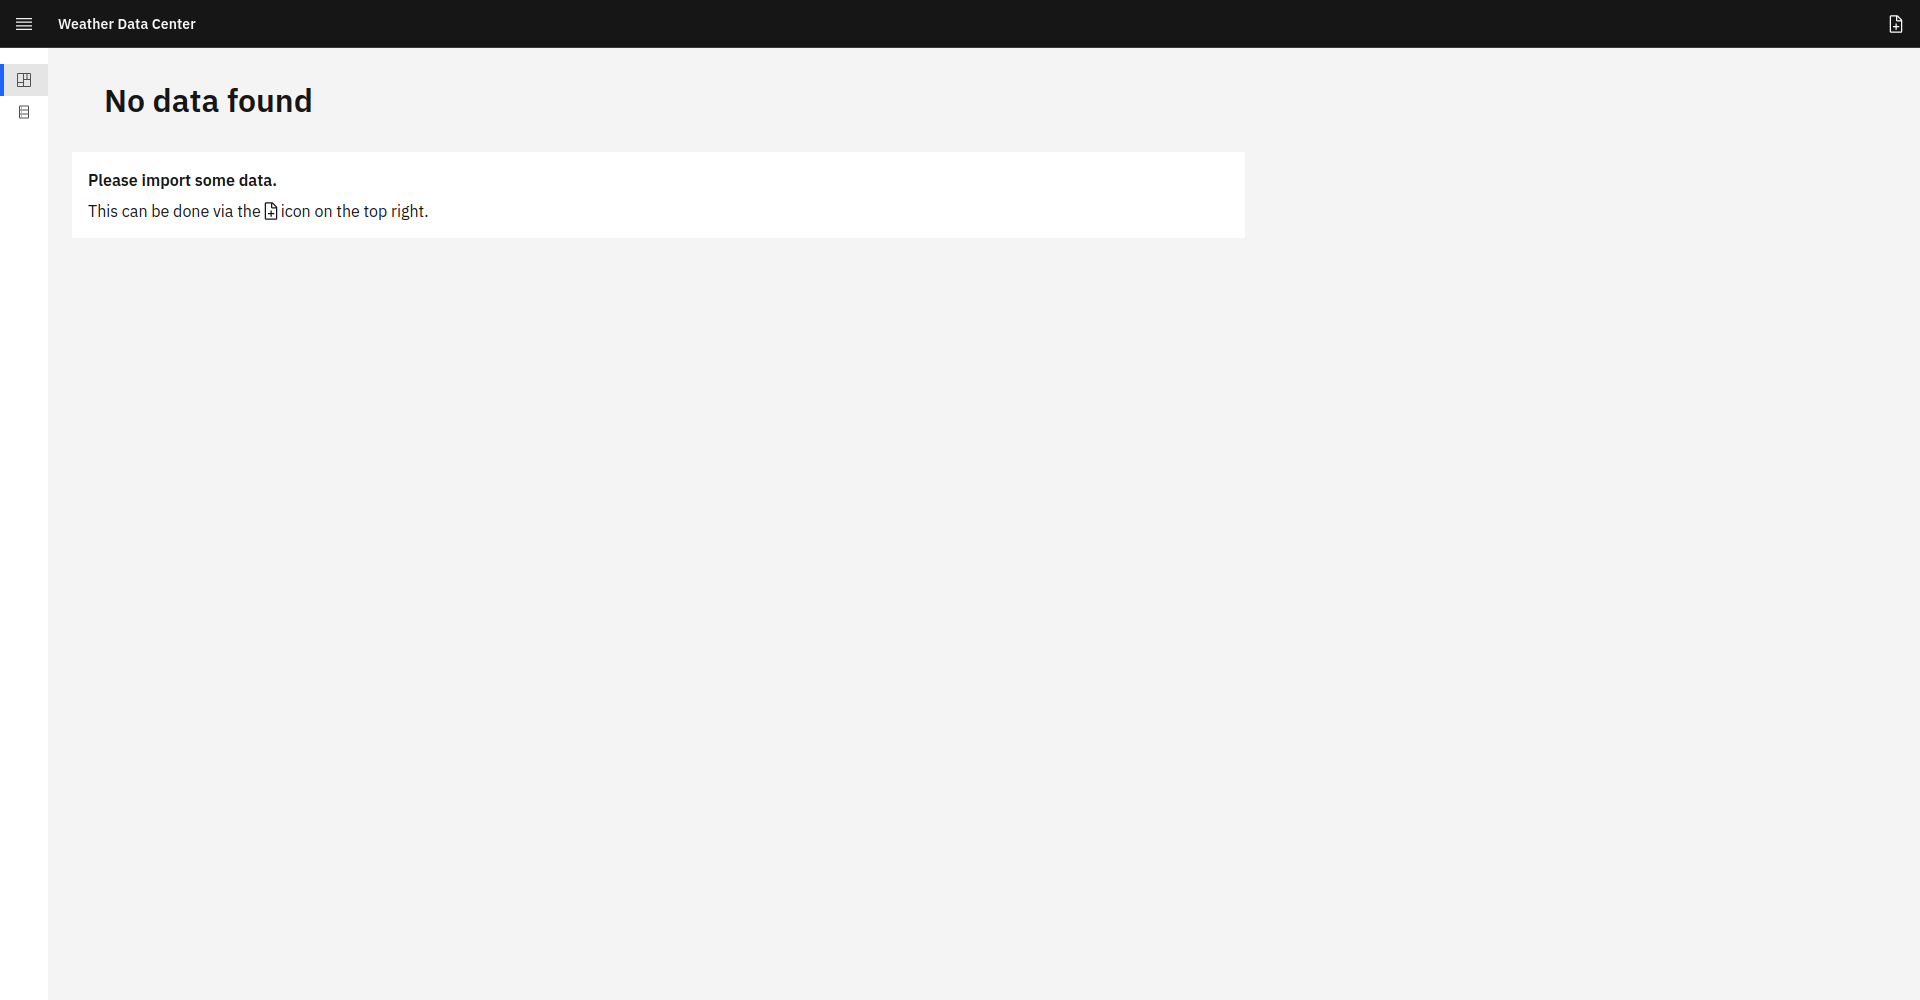 Weather Data Center
No data found
Please import some data.
This can be done via the icon on the top right.